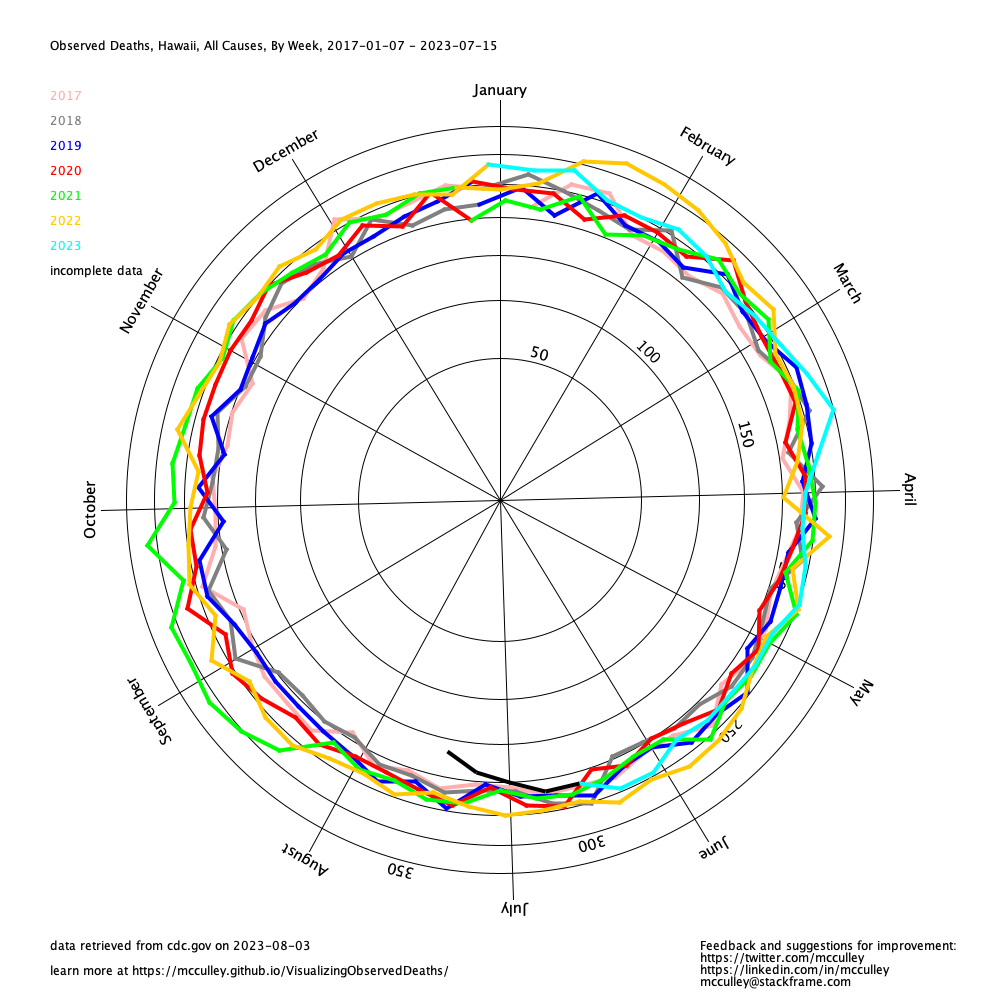 Observed Deaths, Hawaii, All Causes, By Week, 2017-01-07 - 2023-07-15
January
2017
2018
2019
2020
2021
2022
2023
incomplete data
December
February
November
March
50
100
150
October
April
September
May
250
300
350
August
June
July
data retrieved from cdc.gov on 2023-08-03
learn more at https://mcculley.github.io/VisualizingObservedDeaths/
Feedback and suggestions for improvement:
https://twitter.com/mcculley
https://linkedin.com/in/mcculley
mcculley@stackframe.com